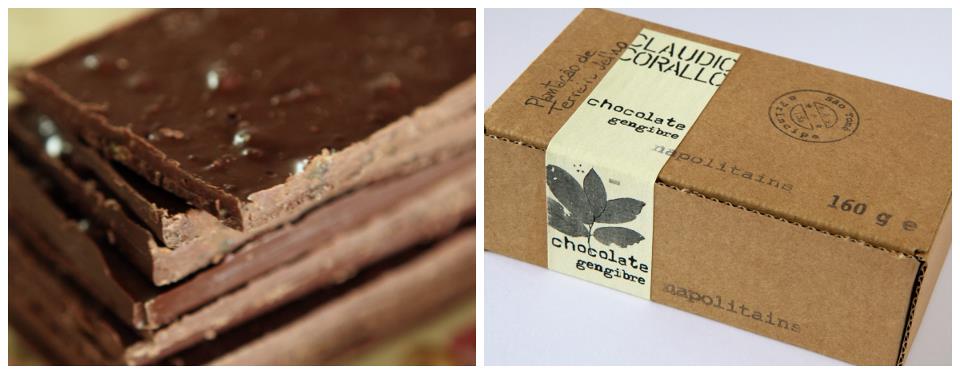 Plantação de
Terreiro Velho
CLAUDIO
CORALLO
chocolate
gengibre
napolitains
160 g e
chocolate
gengibre
napolitains